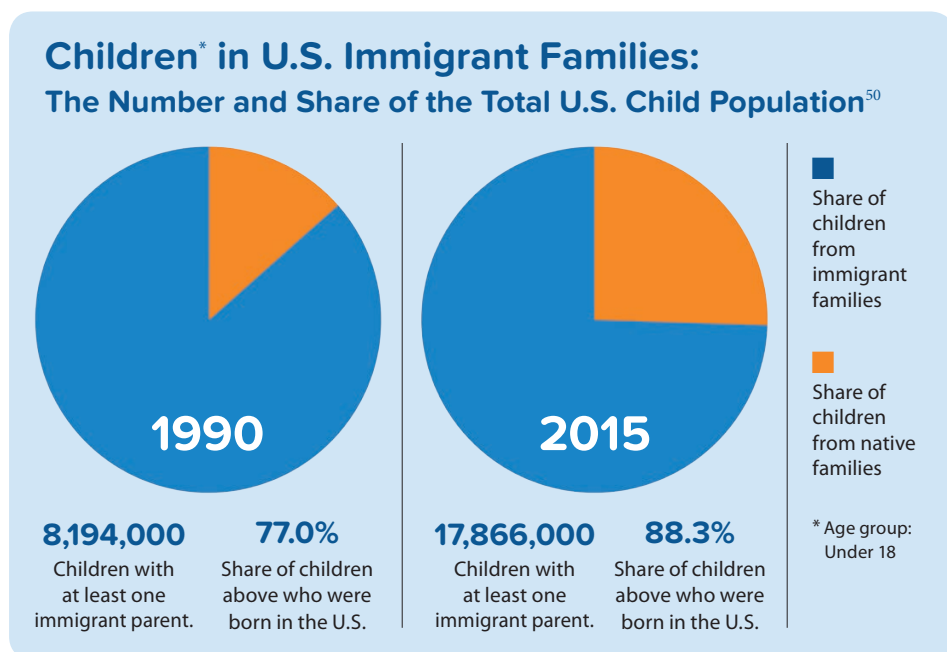 Children* in U.S. Immigrant Families:
The Number and Share of the Total U.S. Child Population50
1990
8,194,000
Children with
at least one
immigrant parent.
77.0%
Share of children
above who were
born in the U.S.
2015
17,866,000
Children with
at least one
immigrant parent.
88.3%
Share of children
above who were
born in the U.S.
Share of
children
from
immigrant
families
Share of
children
from native
families
* Age group:
Under 18